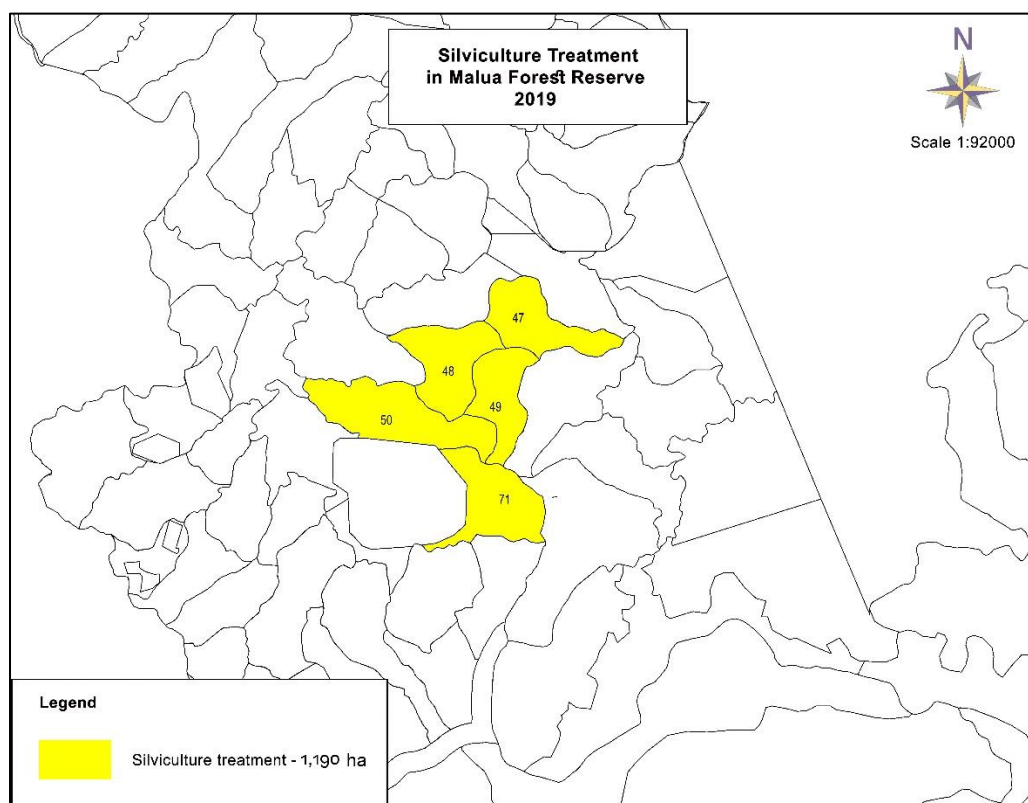 Silviculture Treatment
in Malua Forest Reserve
2019
N
Scale 1:92000
47
48
49
50
71
Legend
Silviculture treatment - 1,190 ha